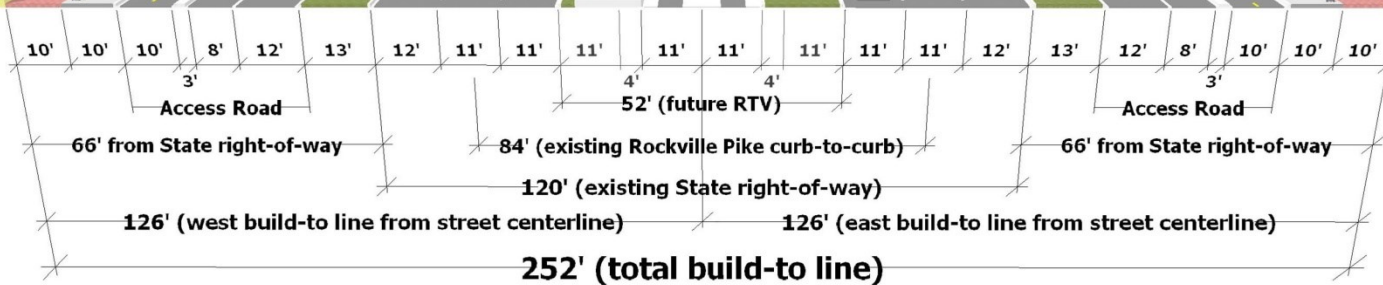 10' 10' 10' 8' 12' 13' 12' 11' 11' 11' 11' 11' 11' 11' 11' 12' 13' 12' 8' 10' 10' 10'
3' 4' 4' 3'
Access Road 52' (future RTV) Access Road
66' from State right-of-way 84' (existing Rockville Pike curb-to-curb) 66' from State right-of-way
120' (existing State right-of-way)
126' (west build-to line from street centerline) 126' (east build-to line from street centerline)
252' (total build-to line)